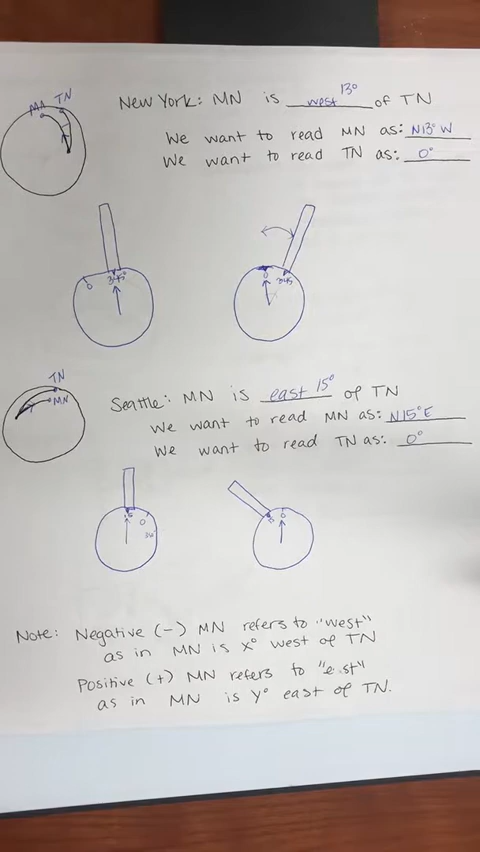 MN TN
New York: MN is west 13° of TN
We want to read MN as: N13° W
We want to read TN as: 0°
0 345°
0 345
TN
MN
Seattle: MN is east 15° of TN
We want to read MN as: N15°E
We want to read TN as: 0°
15 0
0
Note: Negative (-) MN refers to "west"
as in MN is x° west of TN
Positive (+) MN refers to "east"
as in MN is y° east of TN.